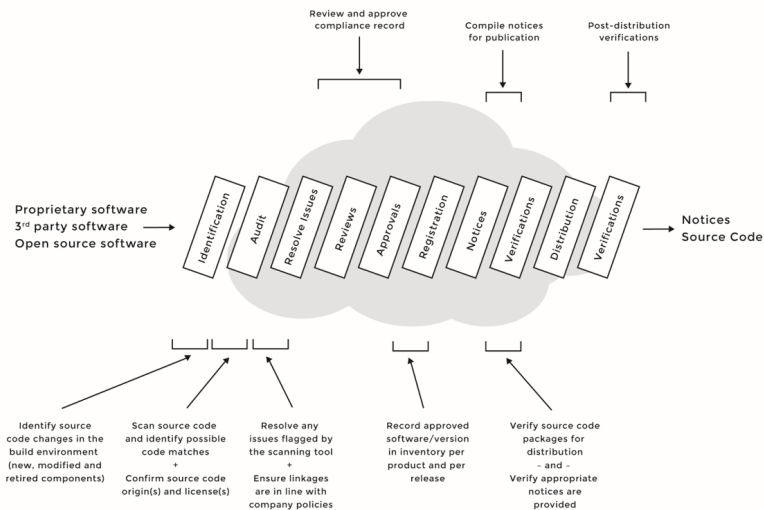 Review and approve
compliance record
Compile notices
for publication
Post-distribution
verifications
Proprietary software
3rd party software
Open source software
Identification
Audit
Resolve Issues
Reviews
Approvals
Registration
Notices
Verifications
Distribution
Verifications
Notices
Source Code
Identify source
code changes in the
build environment
(new, modified and
retired components)
Scan source code
and identify possible
code matches
+
Confirm source code
origin(s) and license(s)
Resolve any
issues flagged by
the scanning tool
+
Ensure linkages
are in line with
company policies
Record approved
software/version
in inventory per
product and per
release
Verify source code
packages for
distribution
– and –
Verify appropriate
notices are
provided